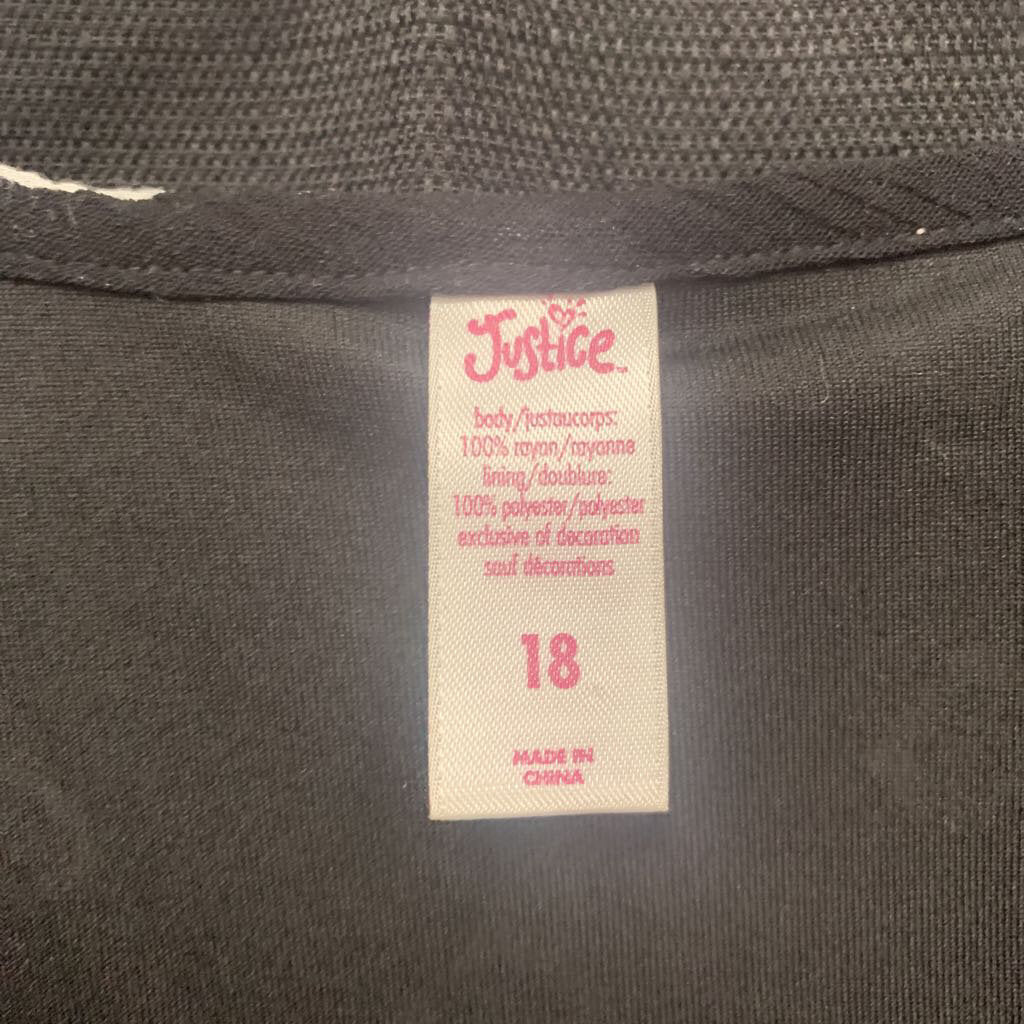 Justice™
body/justaucorps:
100% rayon/rayonne
lining/doublure:
100% polyester/polyester
exclusive of decoration
sauf décorations
18
MADE IN
CHINA